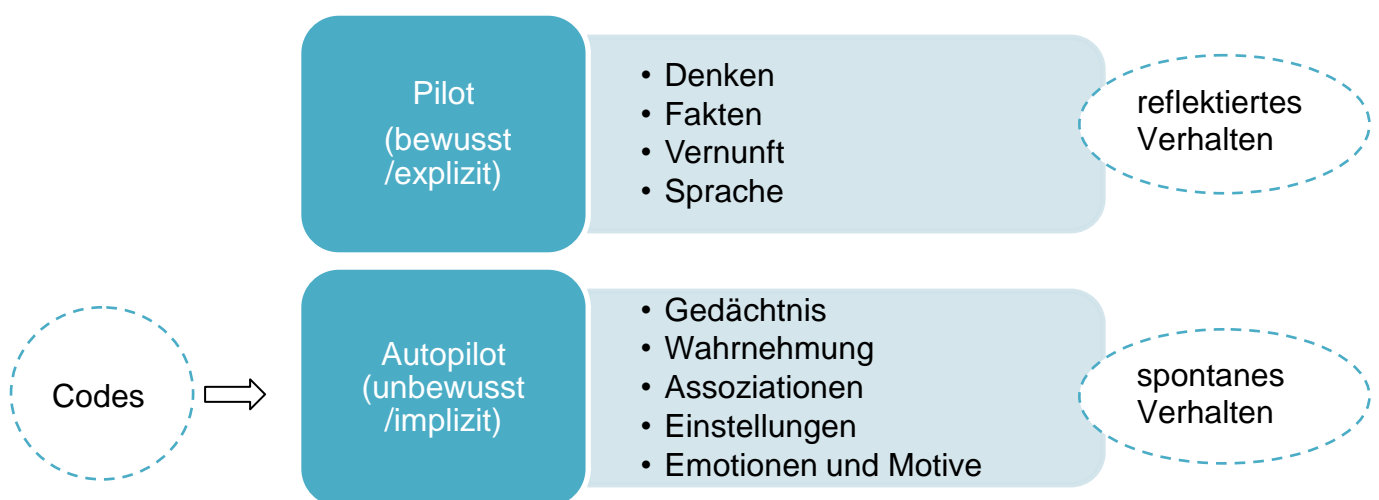 Pilot
(bewusst
/explizit)
• Denken
• Fakten
• Vernunft
• Sprache
reflektiertes
Verhalten
Codes
Autopilot
(unbewusst
/implizit)
• Gedächtnis
• Wahrnehmung
• Assoziationen
• Einstellungen
• Emotionen und Motive
spontanes
Verhalten